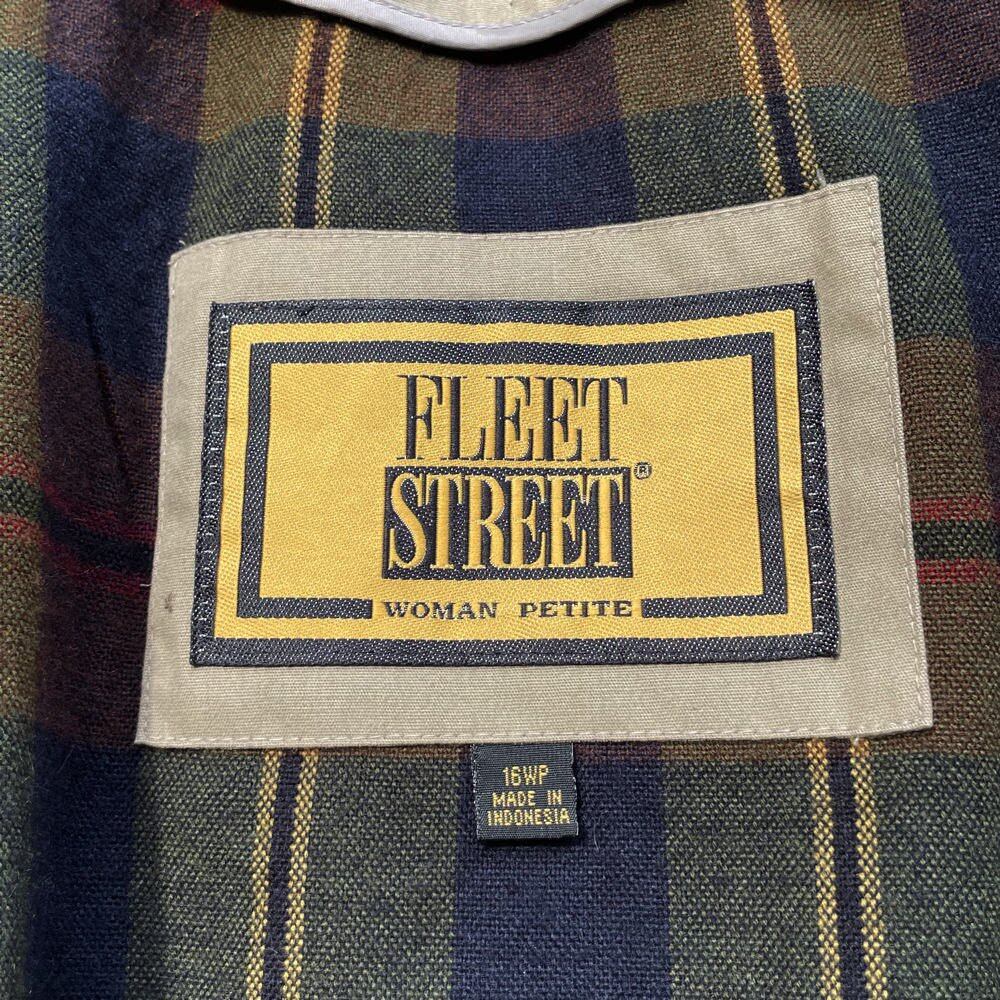 FLEET
STREET®
WOMAN PETITE
16WP
MADE IN
INDONESIA